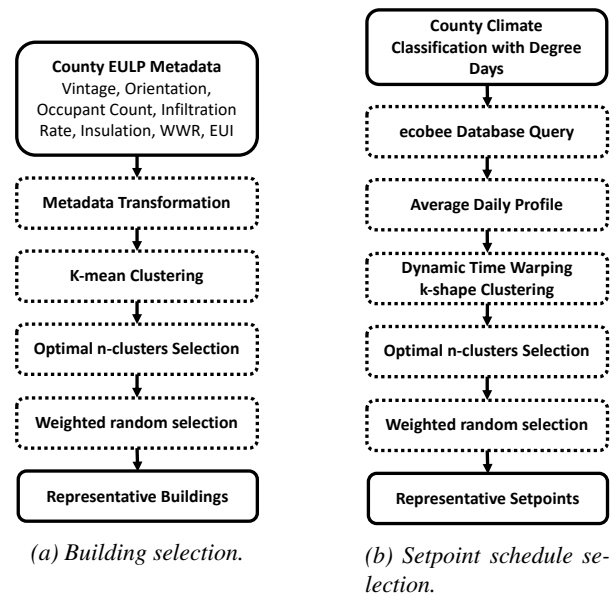 County EULP Metadata
Vintage, Orientation,
Occupant Count, Infiltration
Rate, Insulation, WWR, EUI
Metadata Transformation
K-mean Clustering
Optimal n-clusters Selection
Weighted random selection
Representative Buildings
(a) Building selection.
County Climate
Classification with Degree
Days
ecobee Database Query
Average Daily Profile
Dynamic Time Warping
k-shape Clustering
Optimal n-clusters Selection
Weighted random selection
Representative Setpoints
(b) Setpoint schedule se-
lection.